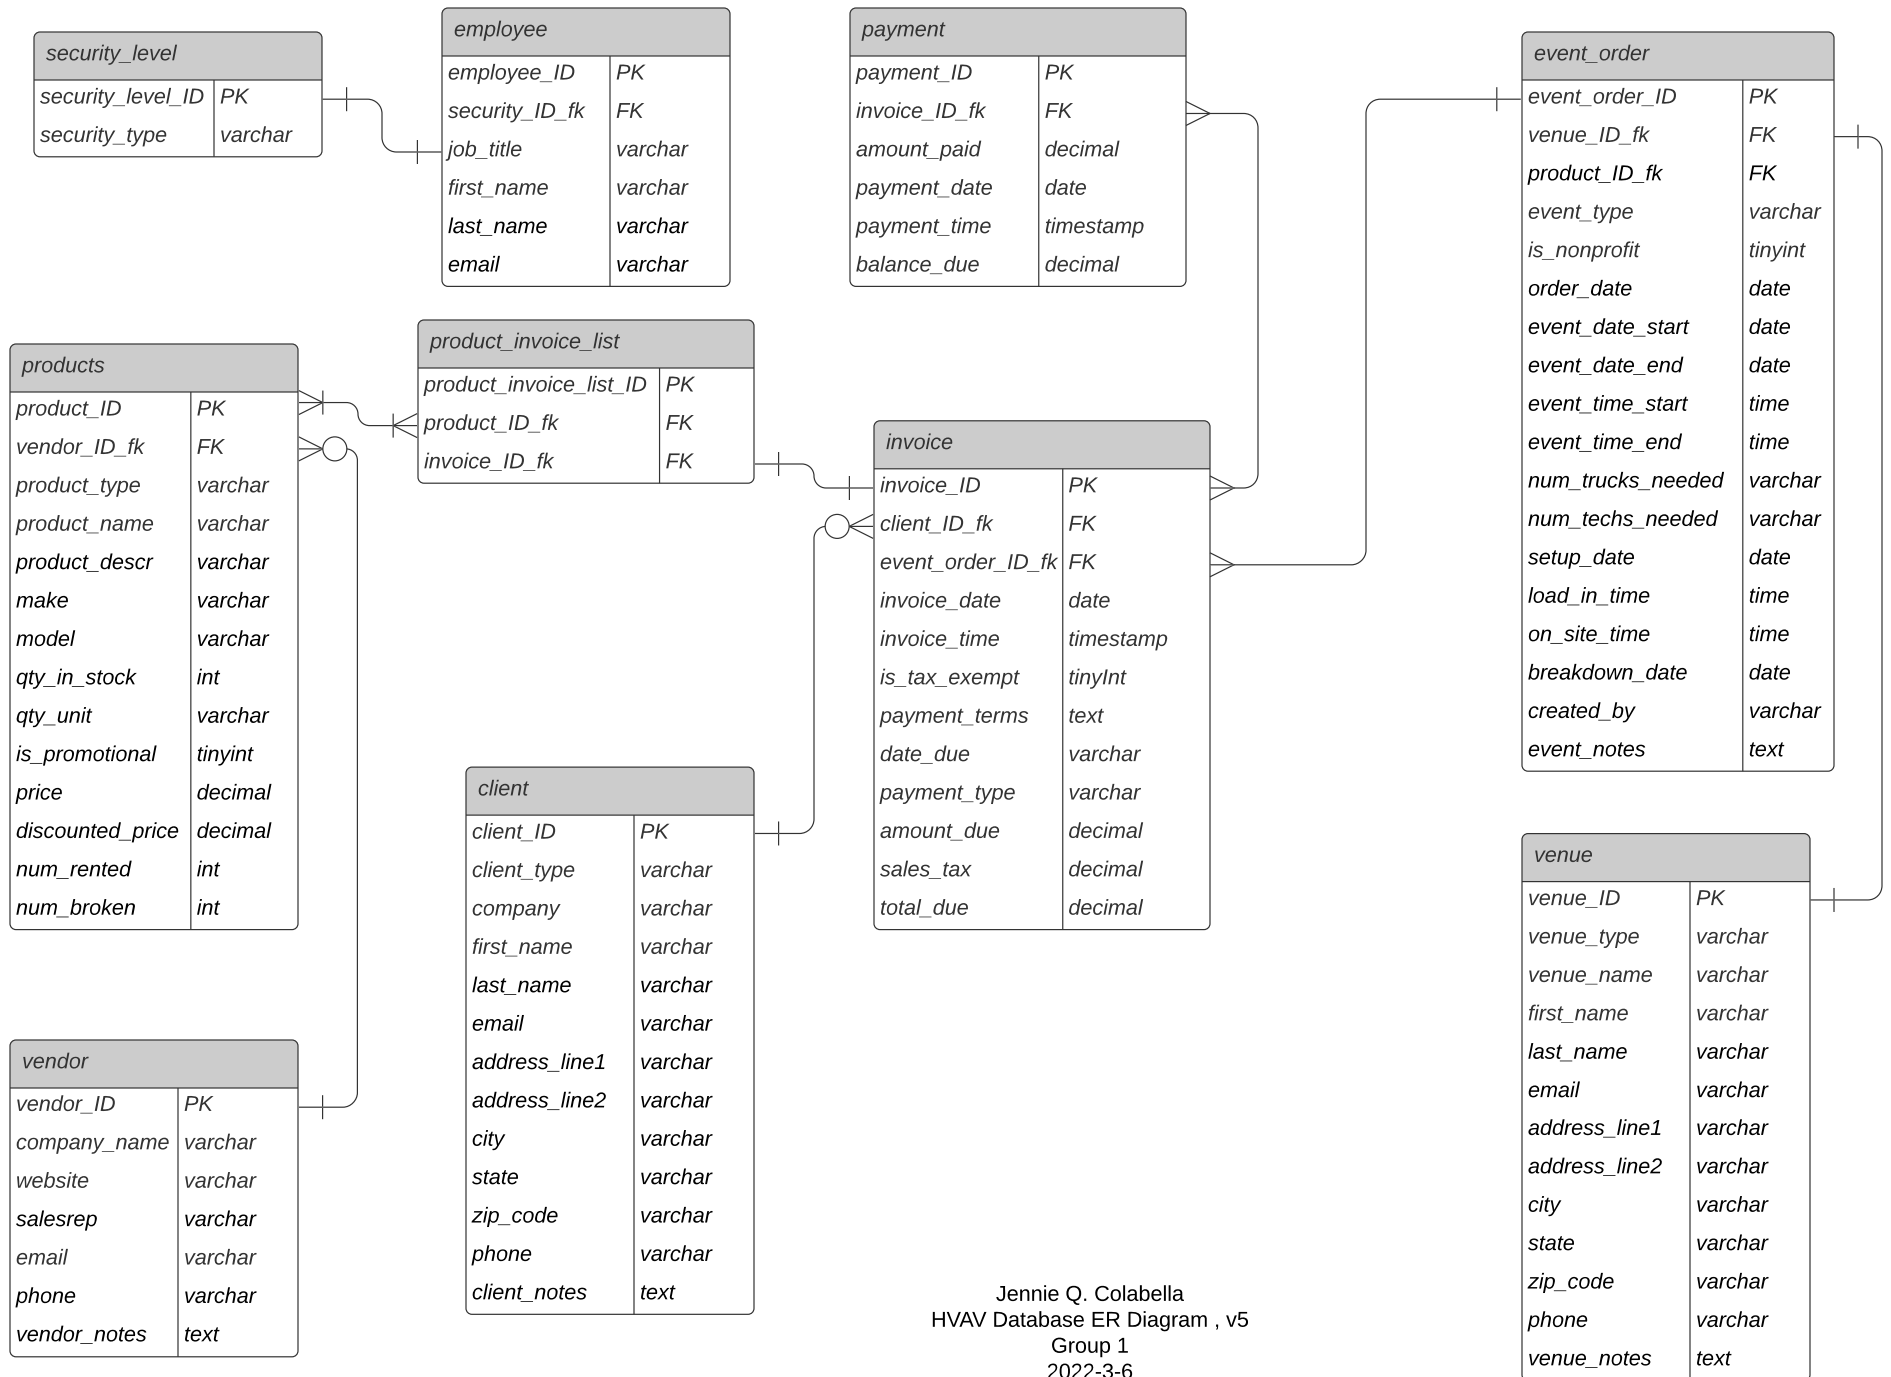 security_level
security_level_ID PK
security_type varchar
employee
employee_ID PK
security_ID_fk FK
job_title varchar
first_name varchar
last_name varchar
email varchar
payment
payment_ID PK
invoice_ID_fk FK
amount_paid decimal
payment_date date
payment_time timestamp
balance_due decimal
event_order
event_order_ID PK
venue_ID_fk FK
product_ID_fk FK
event_type varchar
is_nonprofit tinyint
order_date date
event_date_start date
event_date_end date
event_time_start time
event_time_end time
num_trucks_needed varchar
num_techs_needed varchar
setup_date date
load_in_time time
on_site_time time
breakdown_date date
created_by varchar
event_notes text
products
product_ID PK
vendor_ID_fk FK
product_type varchar
product_name varchar
product_descr varchar
make varchar
model varchar
qty_in_stock int
qty_unit varchar
is_promotional tinyint
price decimal
discounted_price decimal
num_rented int
num_broken int
product_invoice_list
product_invoice_list_ID PK
product_ID_fk FK
invoice_ID_fk FK
invoice
invoice_ID PK
client_ID_fk FK
event_order_ID_fk FK
invoice_date date
invoice_time timestamp
is_tax_exempt tinyInt
payment_terms text
date_due varchar
payment_type varchar
amount_due decimal
sales_tax decimal
total_due decimal
client
client_ID PK
client_type varchar
company varchar
first_name varchar
last_name varchar
email varchar
address_line1 varchar
address_line2 varchar
city varchar
state varchar
zip_code varchar
phone varchar
client_notes text
venue
venue_ID PK
venue_type varchar
venue_name varchar
first_name varchar
last_name varchar
email varchar
address_line1 varchar
address_line2 varchar
city varchar
state varchar
zip_code varchar
phone varchar
venue_notes text
vendor
vendor_ID PK
company_name varchar
website varchar
salesrep varchar
email varchar
phone varchar
vendor_notes text
Jennie Q. Colabella
HVAV Database ER Diagram , v5
Group 1
2022-3-6